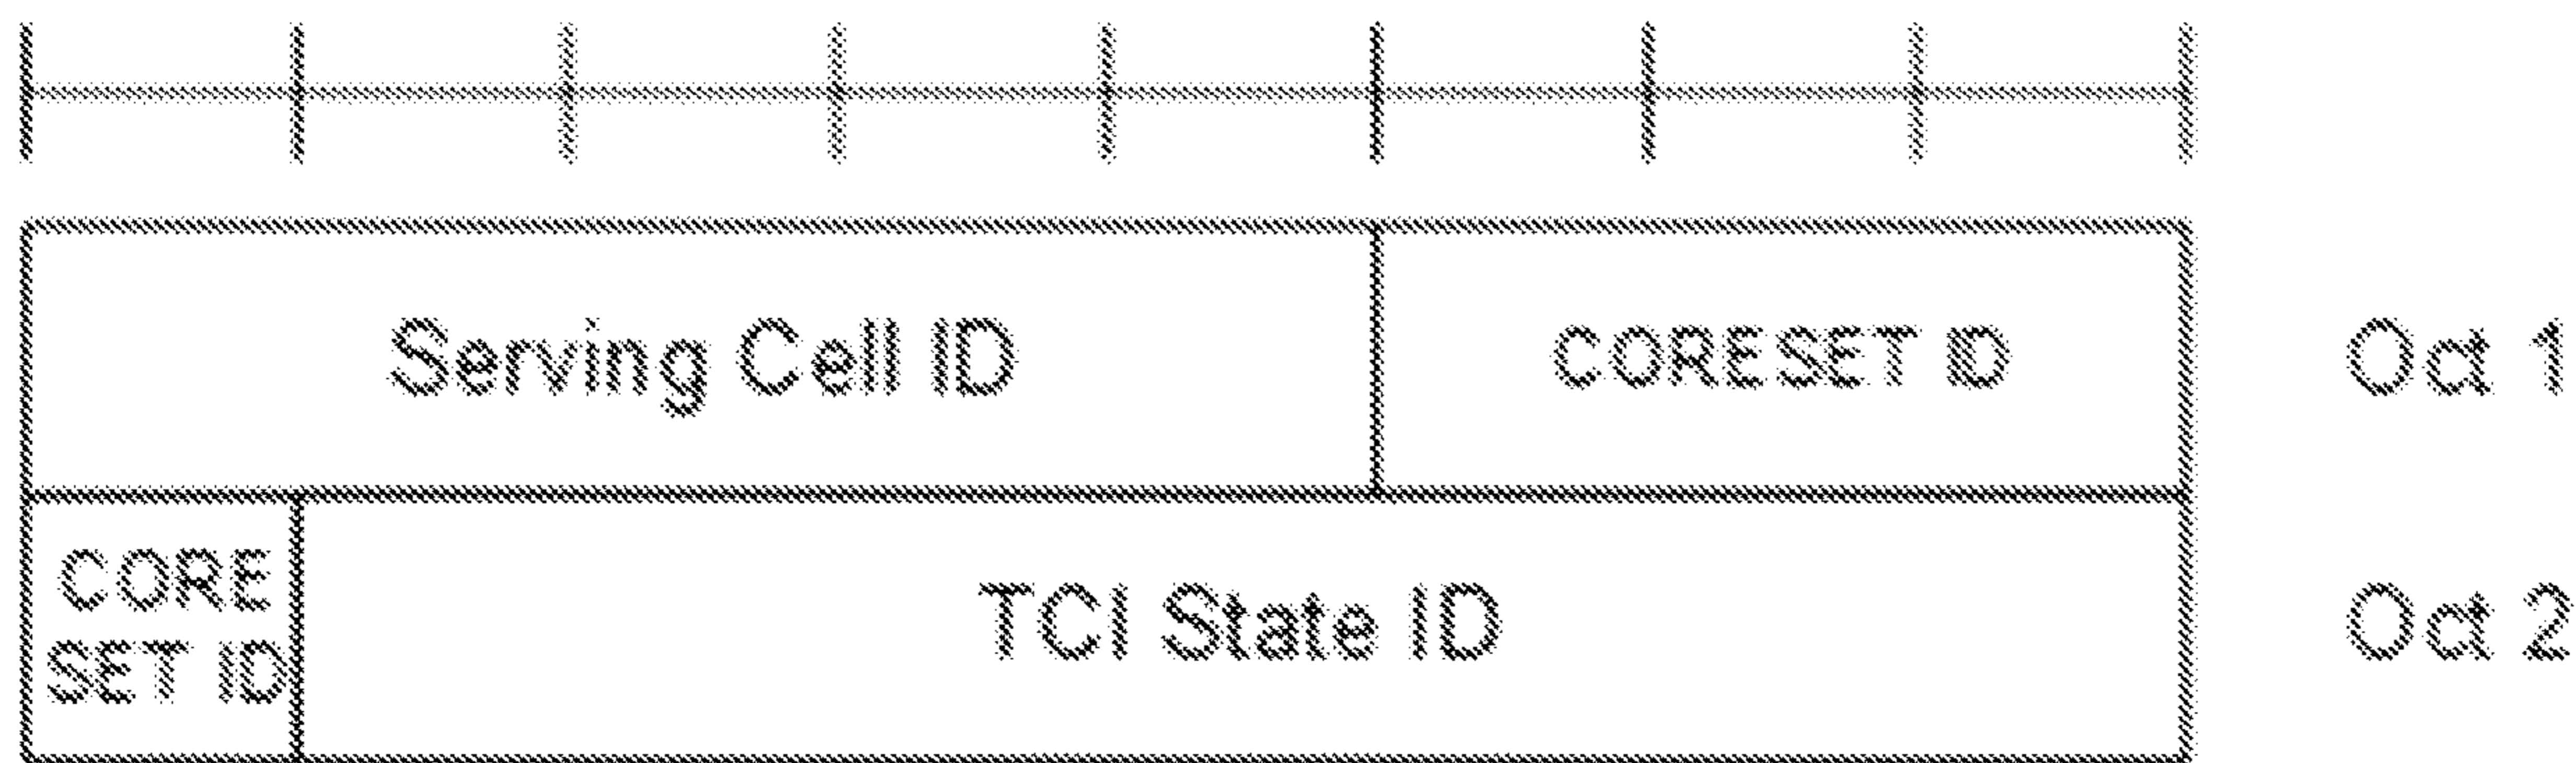 Serving Cell ID CORESET ID Oct 1
CORE
SET ID TCI State ID Oct 2